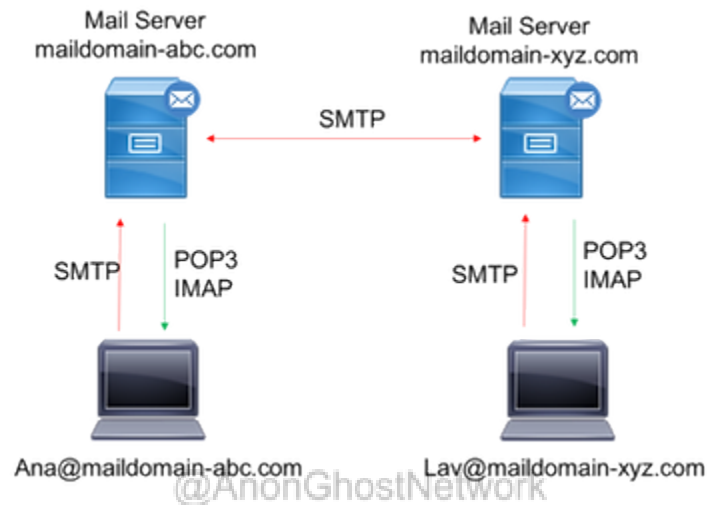 Mail Server
maildomain-abc.com
Mail Server
maildomain-xyz.com
SMTP
SMTP
POP3
IMAP
SMTP
POP3
IMAP
Ana@maildomain-abc.com
Lav@maildomain-xyz.com
@AnonGhostNetwork